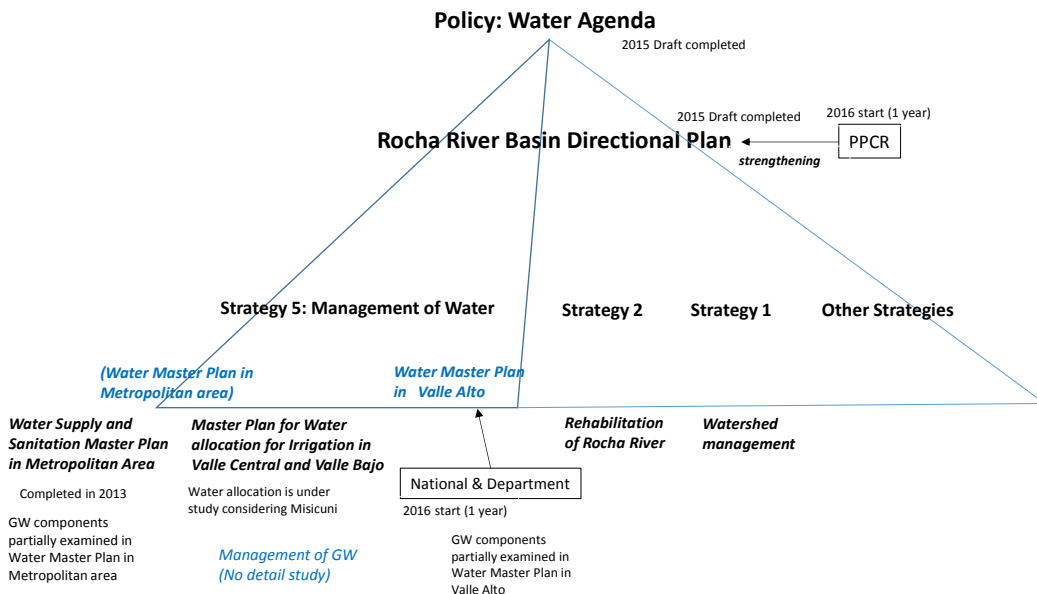 Policy: Water Agenda
2015 Draft completed
2015 Draft completed
2016 start (1 year)
Rocha River Basin Directional Plan
PPCR
strengthening
Strategy 5: Management of Water
Strategy 2
Strategy 1
Other Strategies
(Water Master Plan in
Metropolitan area)
Water Master Plan
in Valle Alto
Water Supply and
Sanitation Master Plan
in Metropolitan Area
Master Plan for Water
allocation for Irrigation in
Valle Central and Valle Bajo
Rehabilitation
of Rocha River
Watershed
management
Completed in 2013
Water allocation is under
study considering Misicuni
National & Department
2016 start (1 year)
GW components
partially examined in
Water Master Plan in
Metropolitan area
Management of GW
(No detail study)
GW components
partially examined in
Water Master Plan in
Valle Alto